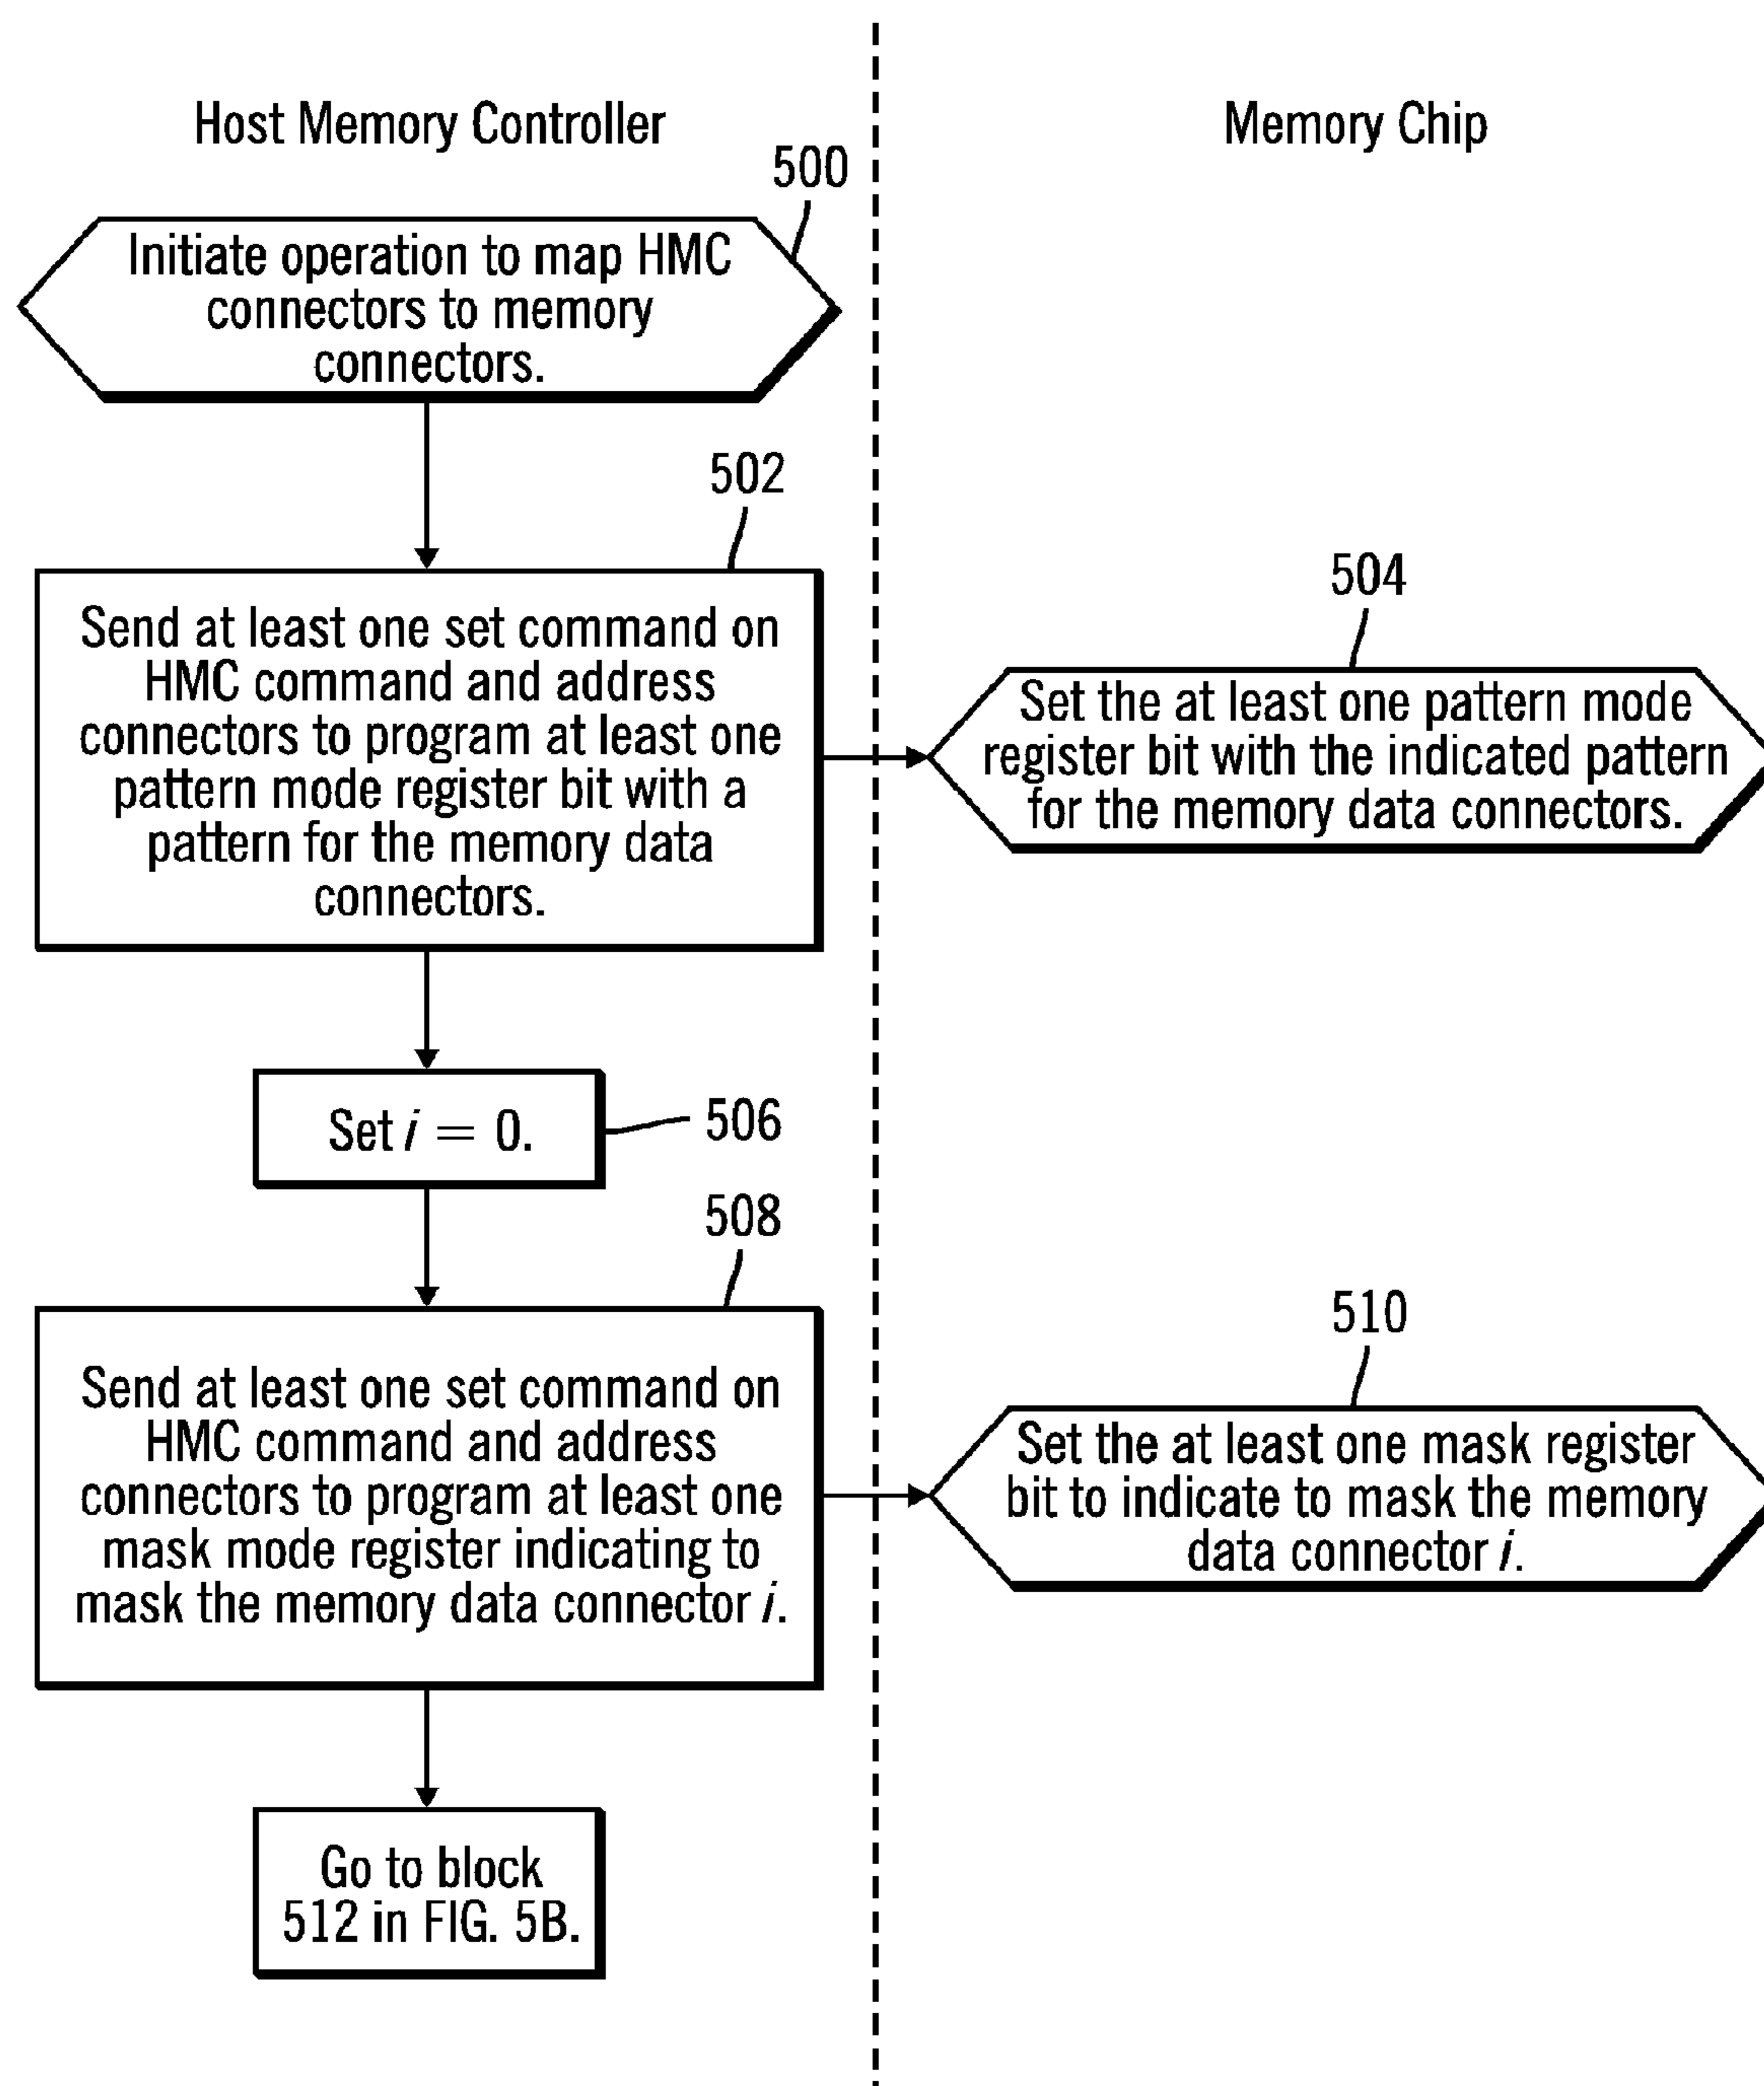 Host Memory Controller
Memory Chip
500
Initiate operation to map HMC
connectors to memory
connectors.
502
Send at least one set command on
HMC command and address
connectors to program at least one
pattern mode register bit with a
pattern for the memory data
connectors.
504
Set the at least one pattern mode
register bit with the indicated pattern
for the memory data connectors.
Set i = 0.
506
508
Send at least one set command on
HMC command and address
connectors to program at least one
mask mode register indicating to
mask the memory data connector i.
510
Set the at least one mask register
bit to indicate to mask the memory
data connector i.
Go to block
512 in FIG. 5B.